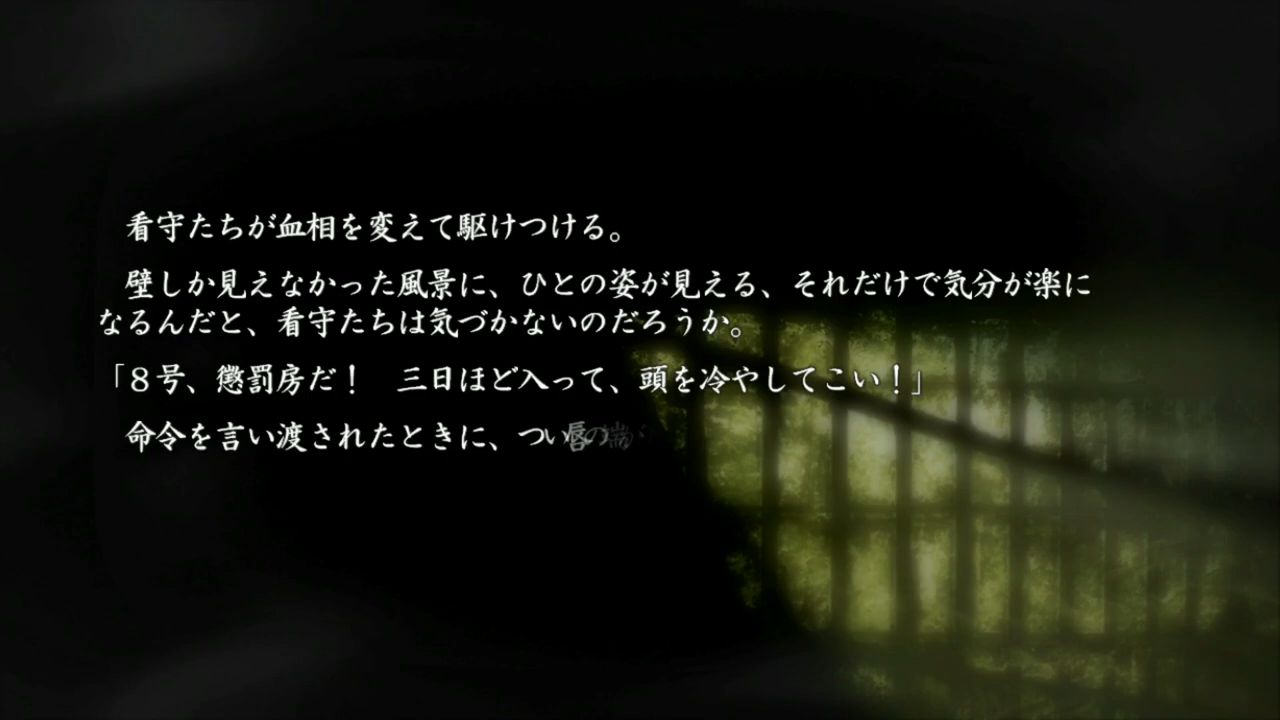 看守たちが血相を変えて駆けつける。
壁しか見えなかった風景に、ひとの姿が見える、それだけで気分が楽に
なるんだと、看守たちは気づかないのだろうか。
「８号、懲罰房だ！　三日ほど入って、頭を冷やしてこい！」
命令を言い渡されたときに、つい唇の端が